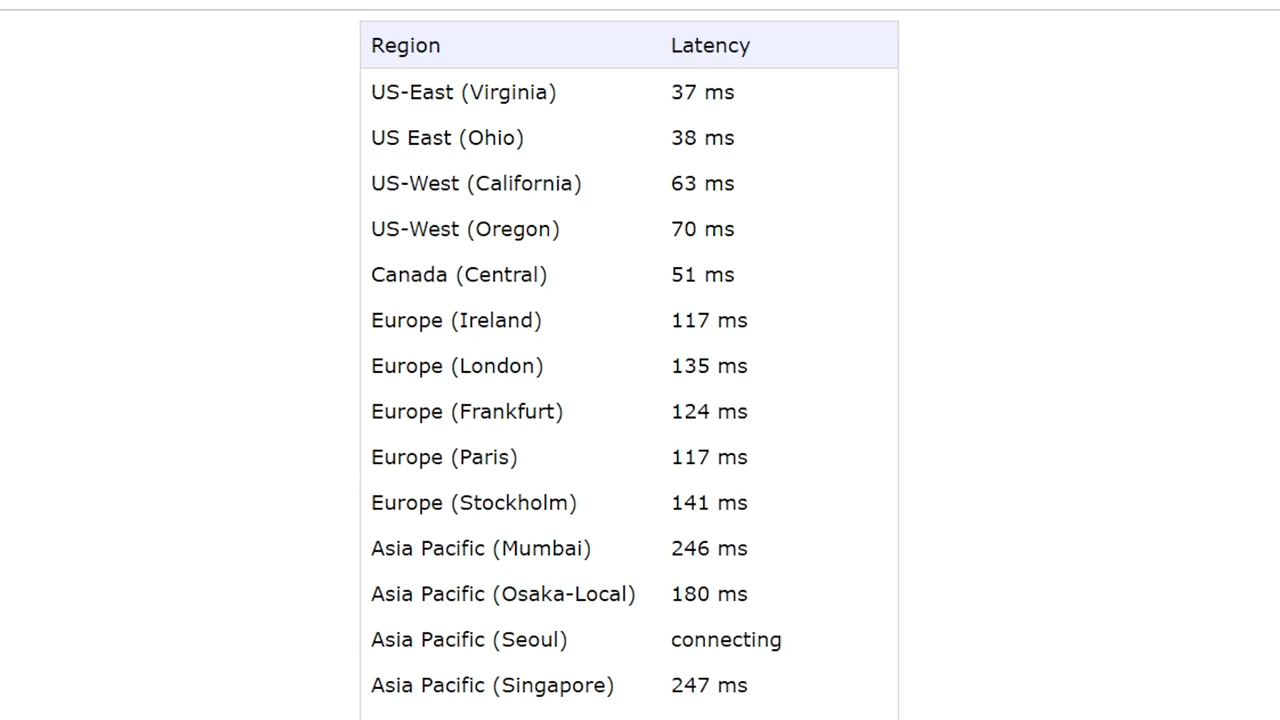 Region Latency
US-East (Virginia) 37 ms
US East (Ohio) 38 ms
US-West (California) 63 ms
US-West (Oregon) 70 ms
Canada (Central) 51 ms
Europe (Ireland) 117 ms
Europe (London) 135 ms
Europe (Frankfurt) 124 ms
Europe (Paris) 117 ms
Europe (Stockholm) 141 ms
Asia Pacific (Mumbai) 246 ms
Asia Pacific (Osaka-Local) 180 ms
Asia Pacific (Seoul) connecting
Asia Pacific (Singapore) 247 ms